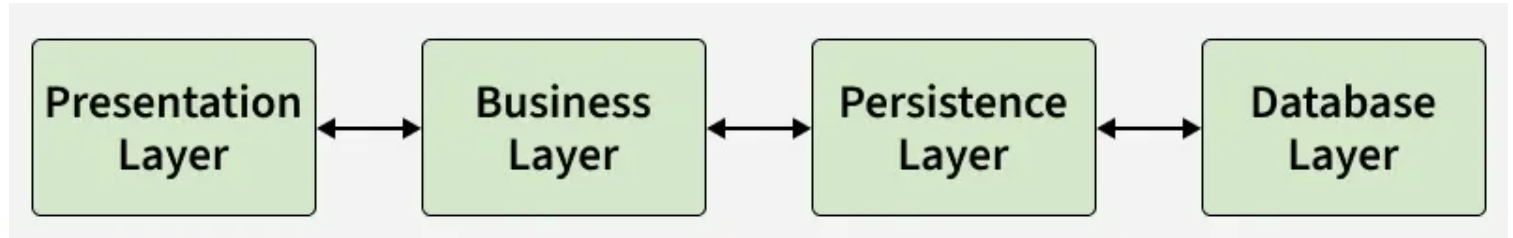 Presentation
Layer
Business
Layer
Persistence
Layer
Database
Layer